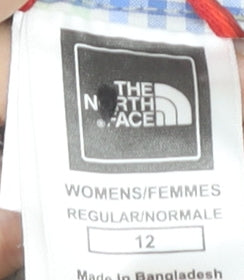 THE
NORTH
FACE
WOMENS/FEMMES
REGULAR/NORMALE
12
Made In Bangladesh